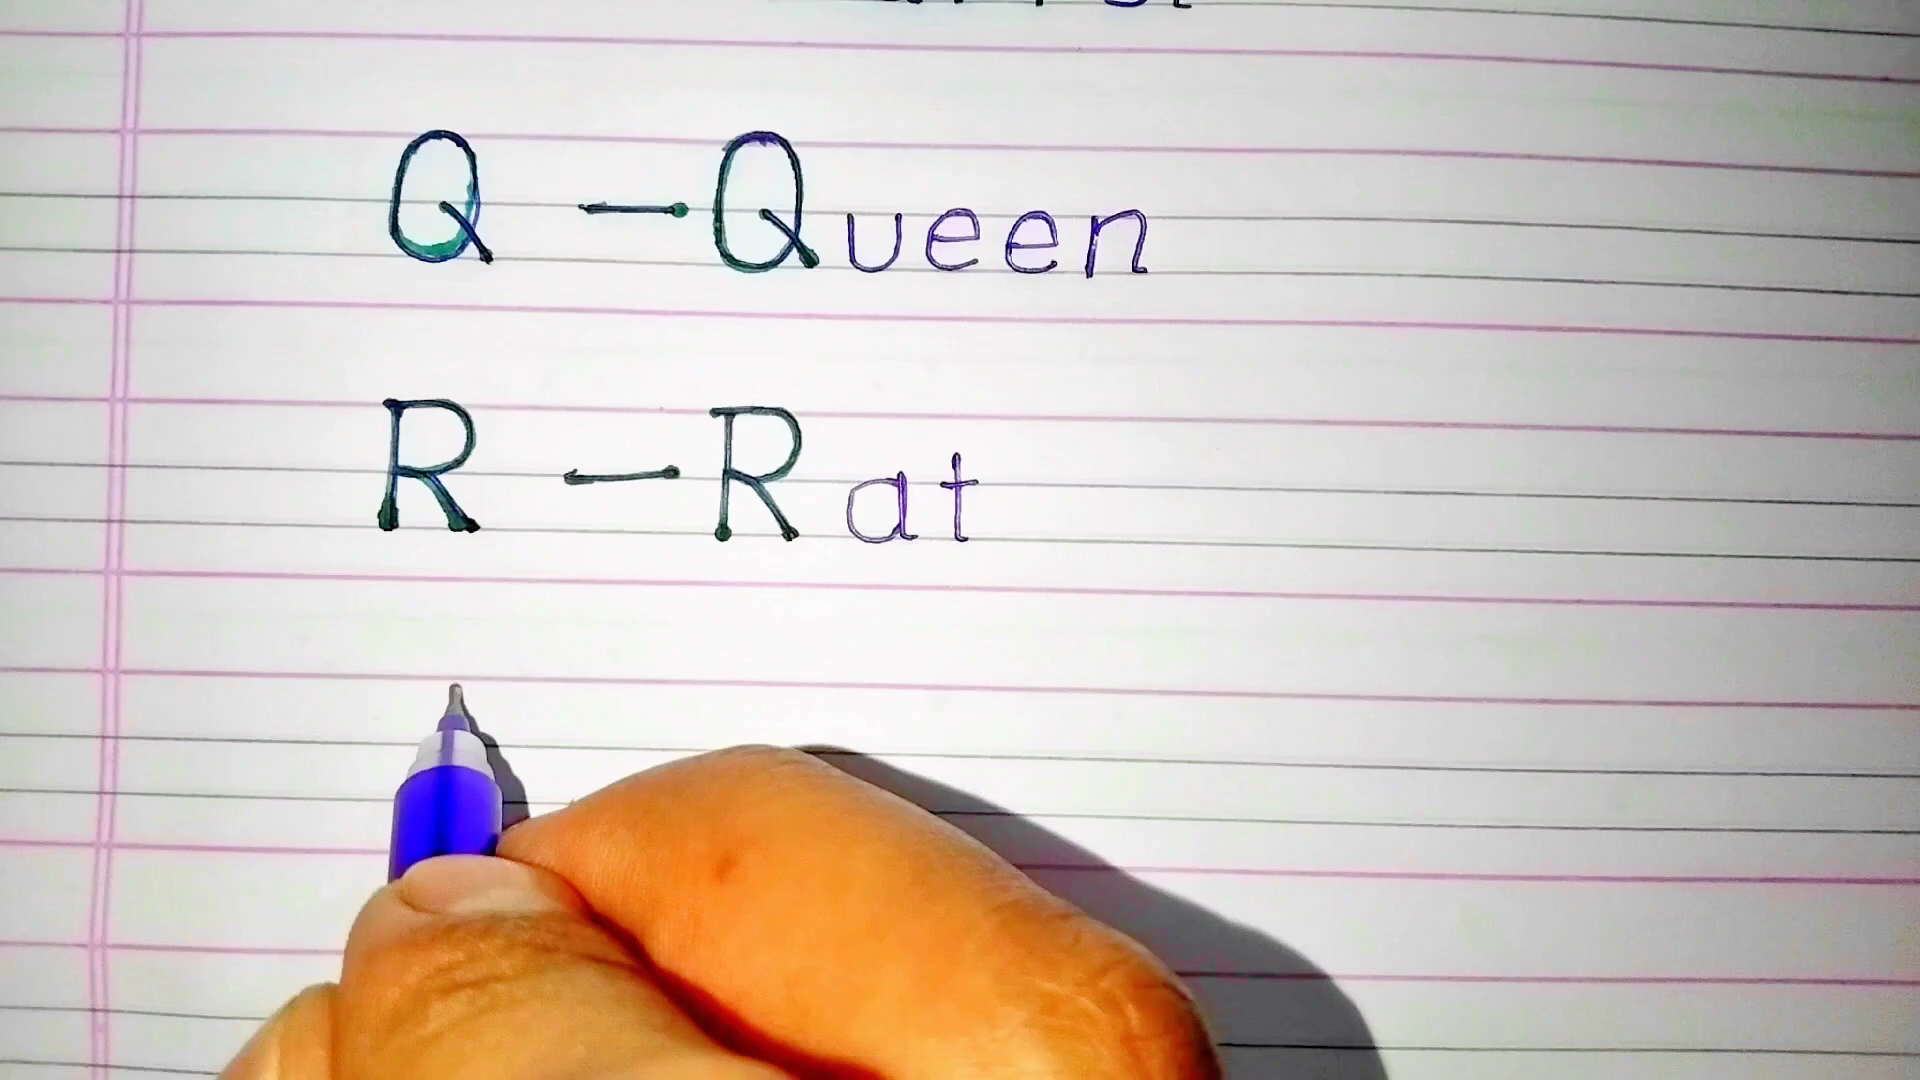 Q - Queen
R - Rat